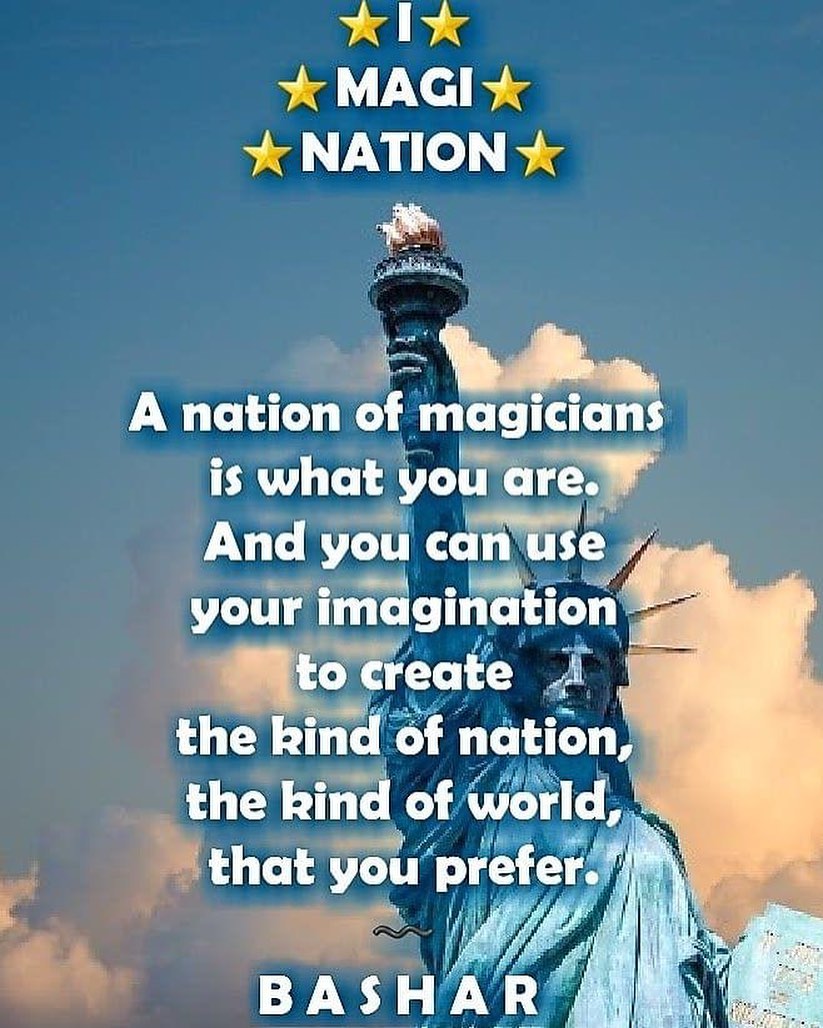 ⭐I⭐
⭐MAGI⭐
⭐NATION⭐
A nation of magicians
is what you are.
And you can use
your imagination
to create
the kind of nation,
the kind of world,
that you prefer.
BASHAR